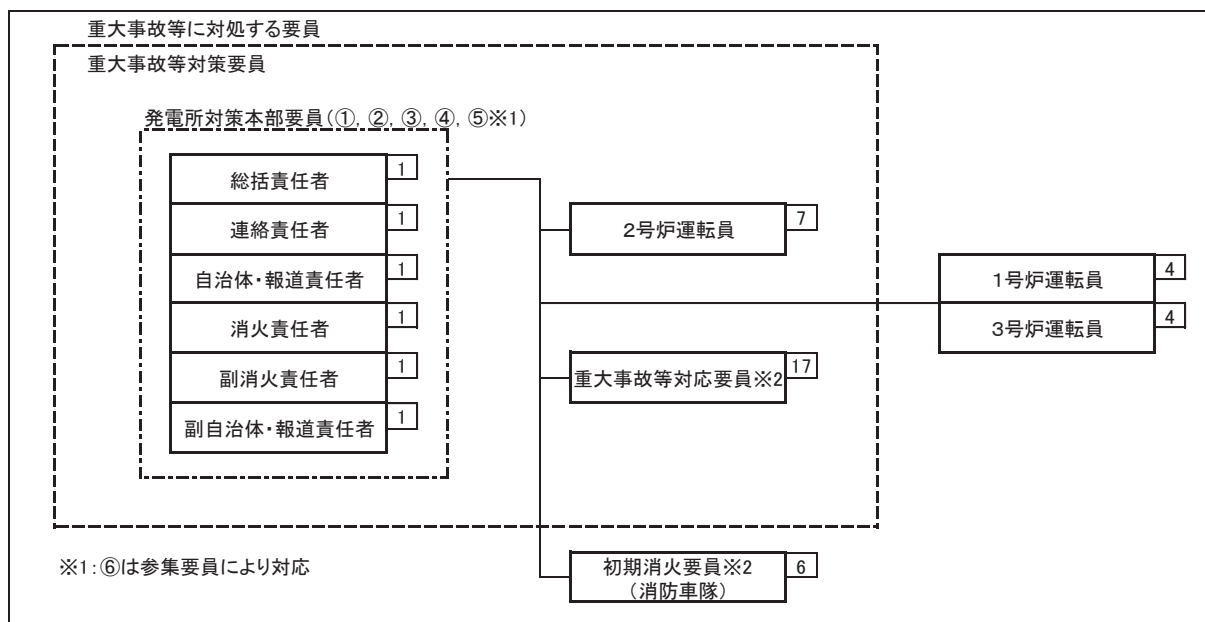 重大事故等に対処する要員
重大事故等対策要員
発電所対策本部要員(①, ②, ③, ④, ⑤※1)
総括責任者 1
連絡責任者 1
自治体・報道責任者 1
消火責任者 1
副消火責任者 1
副自治体・報道責任者 1
2号炉運転員 7
1号炉運転員 4
3号炉運転員 4
重大事故等対応要員※2 17
初期消火要員※2 6
(消防車隊)
※1:⑥は参集要員により対応